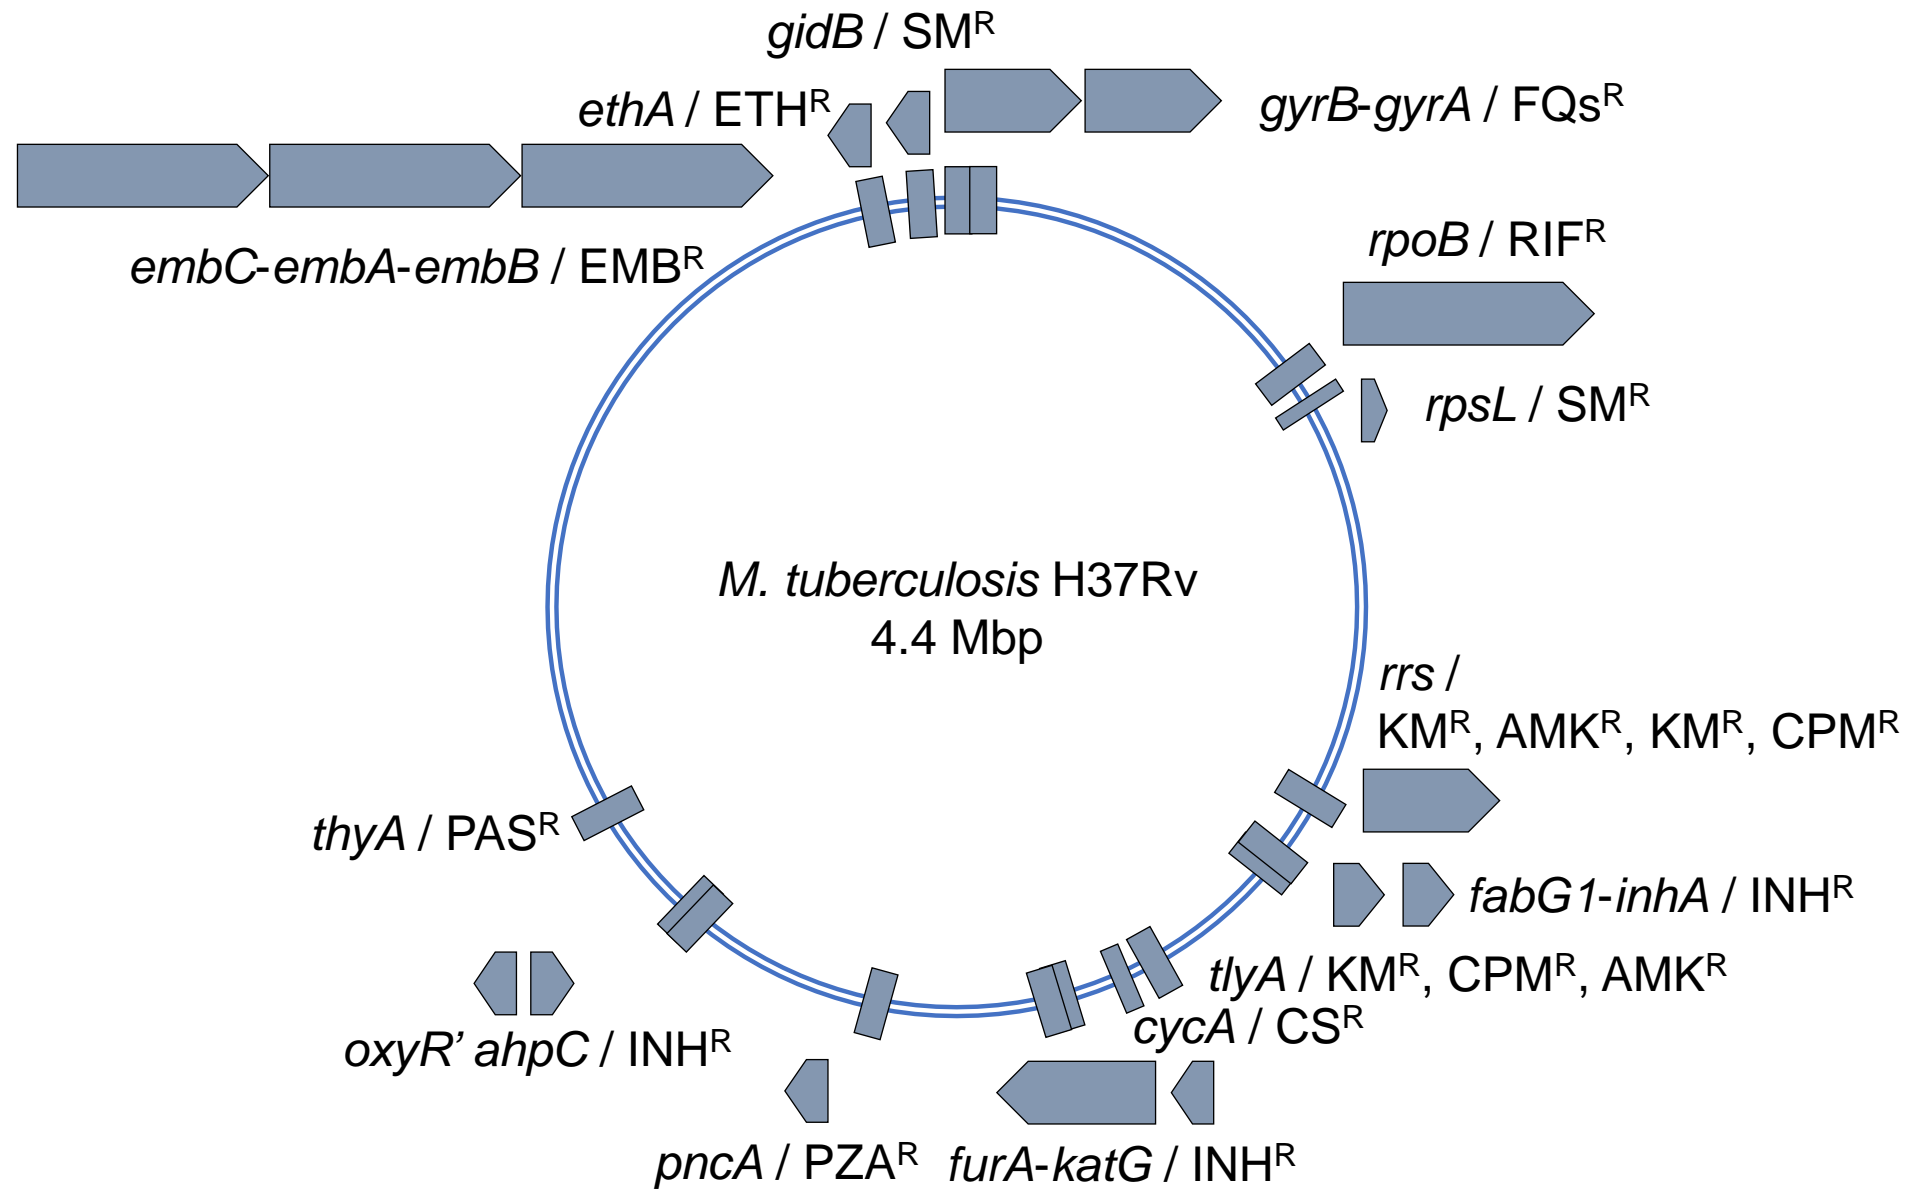 gidB / SMᴿ
ethA / ETHᴿ
gyrB-gyrA / FQsᴿ
embC-embA-embB / EMBᴿ
rpoB / RIFᴿ
rpsL / SMᴿ
M. tuberculosis H37Rv
4.4 Mbp
rrs /
KMᴿ, AMKᴿ, KMᴿ, CPMᴿ
thyA / PASᴿ
fabG1-inhA / INHᴿ
tlyA / KMᴿ, CPMᴿ, AMKᴿ
cycA / CSᴿ
oxyR’ ahpC / INHᴿ
pncA / PZAᴿ
furA-katG / INHᴿ